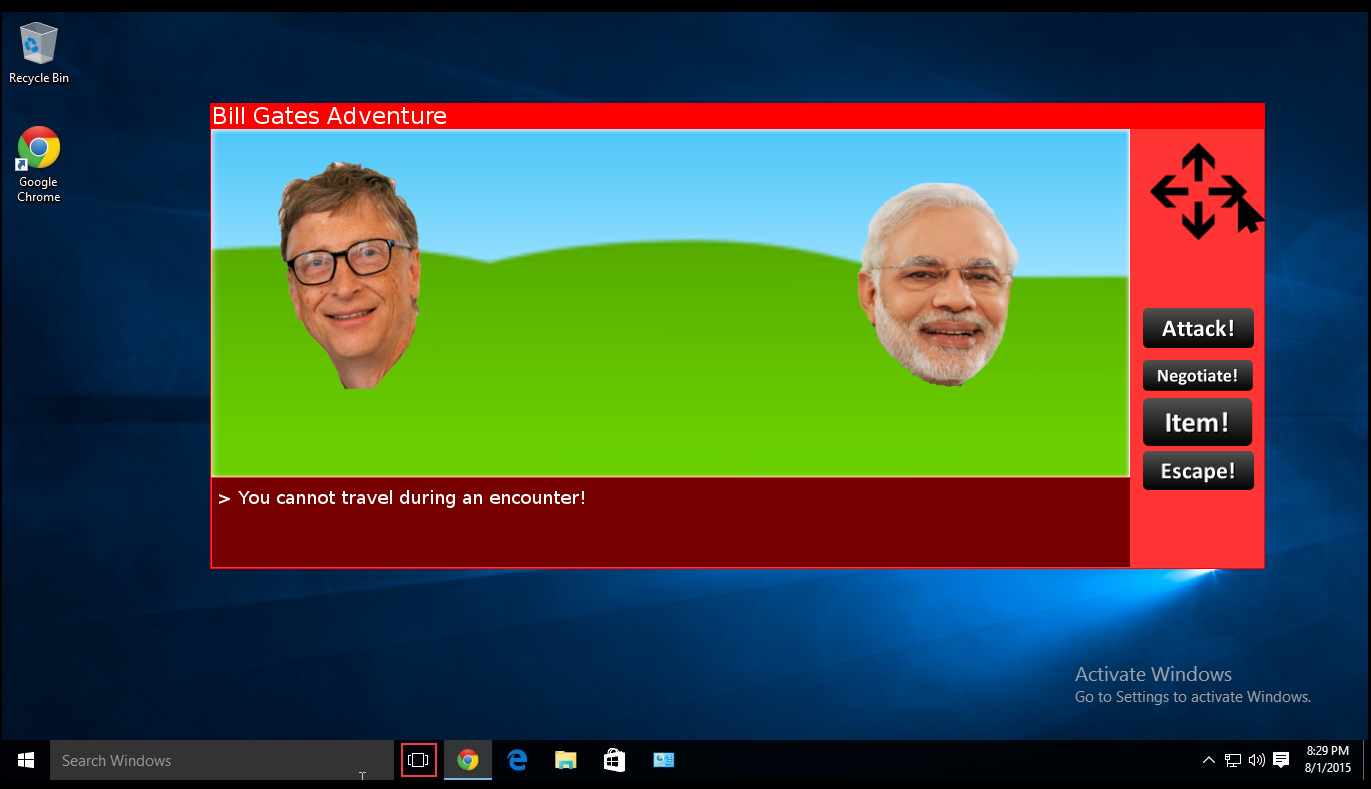 Recycle Bin
Google
Chrome
Bill Gates Adventure
Attack!
Negotiate!
Item!
Escape!
> You cannot travel during an encounter!
Activate Windows
Go to Settings to activate Windows.
Search Windows
8:29 PM
8/1/2015